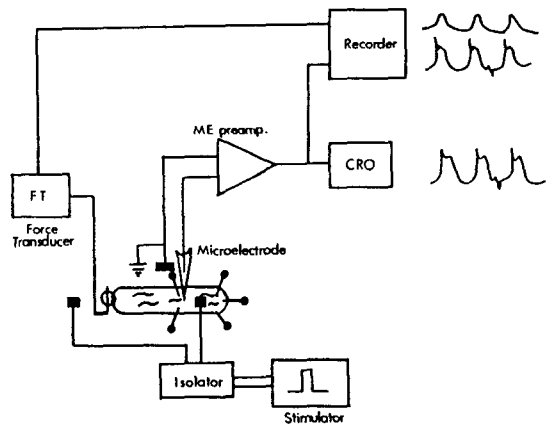 Recorder
ME preamp.
CRO
FT
Force
Transducer
Microelectrode
Isolator
Stimulator